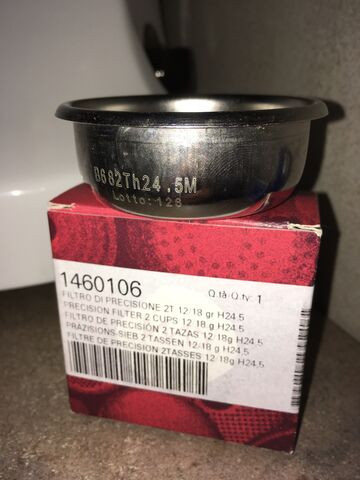 B682Th24.5M
Lotto: 128
1460106 Q.tà Q.ty: 1
FILTRO DI PRECISIONE 2T 12/18 gr H24.5
PRECISION FILTER 2 CUPS 12/18 g H24.5
FILTRO DE PRECISIÓN 2 TAZAS 12/18g H24.5
PRÄZISIONS-SIEB 2 TASSEN 12/18 g H24.5
FILTRE DE PRECISION 2TASSES 12/18g H24.5